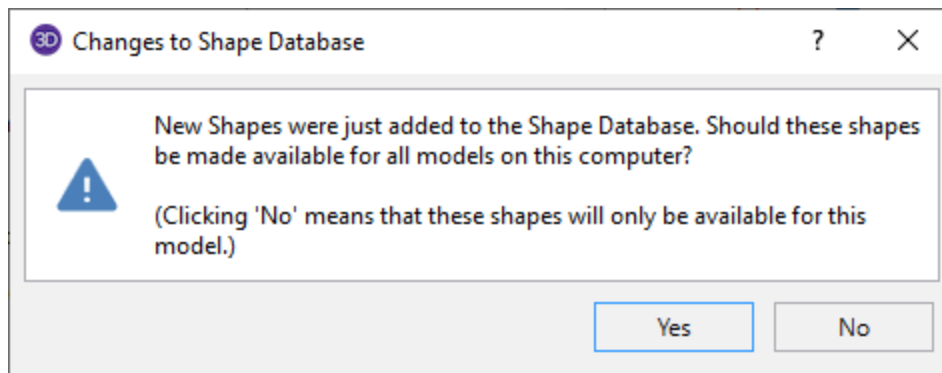 3D Changes to Shape Database ? X
New Shapes were just added to the Shape Database. Should these shapes
be made available for all models on this computer?
(Clicking 'No' means that these shapes will only be available for this
model.)
Yes No